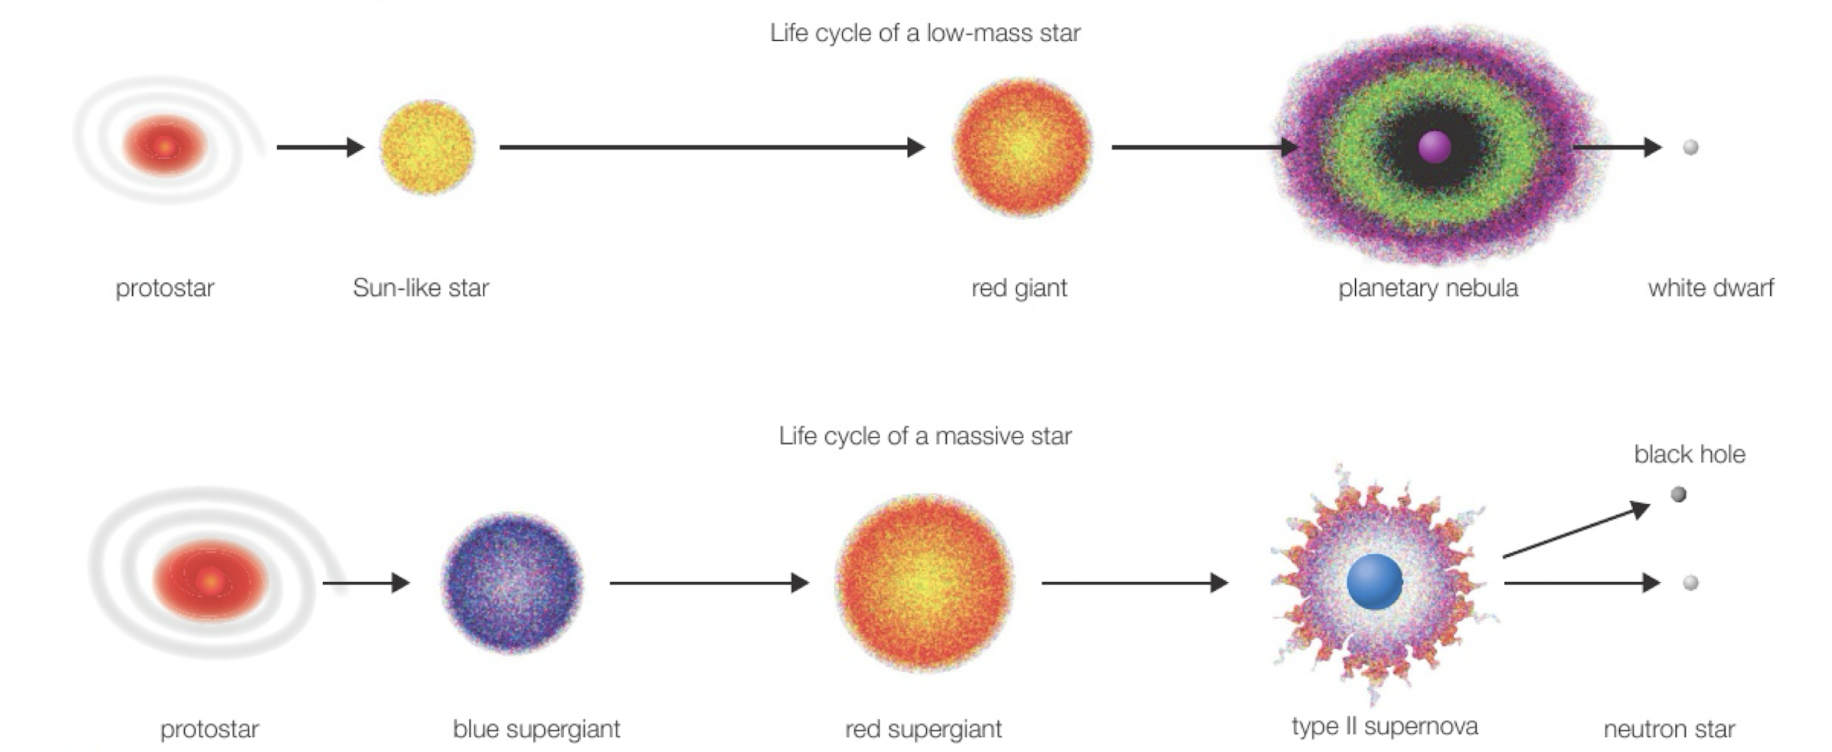 Life cycle of a low-mass star
protostar
Sun-like star
red giant
planetary nebula
white dwarf
Life cycle of a massive star
black hole
protostar
blue supergiant
red supergiant
type II supernova
neutron star